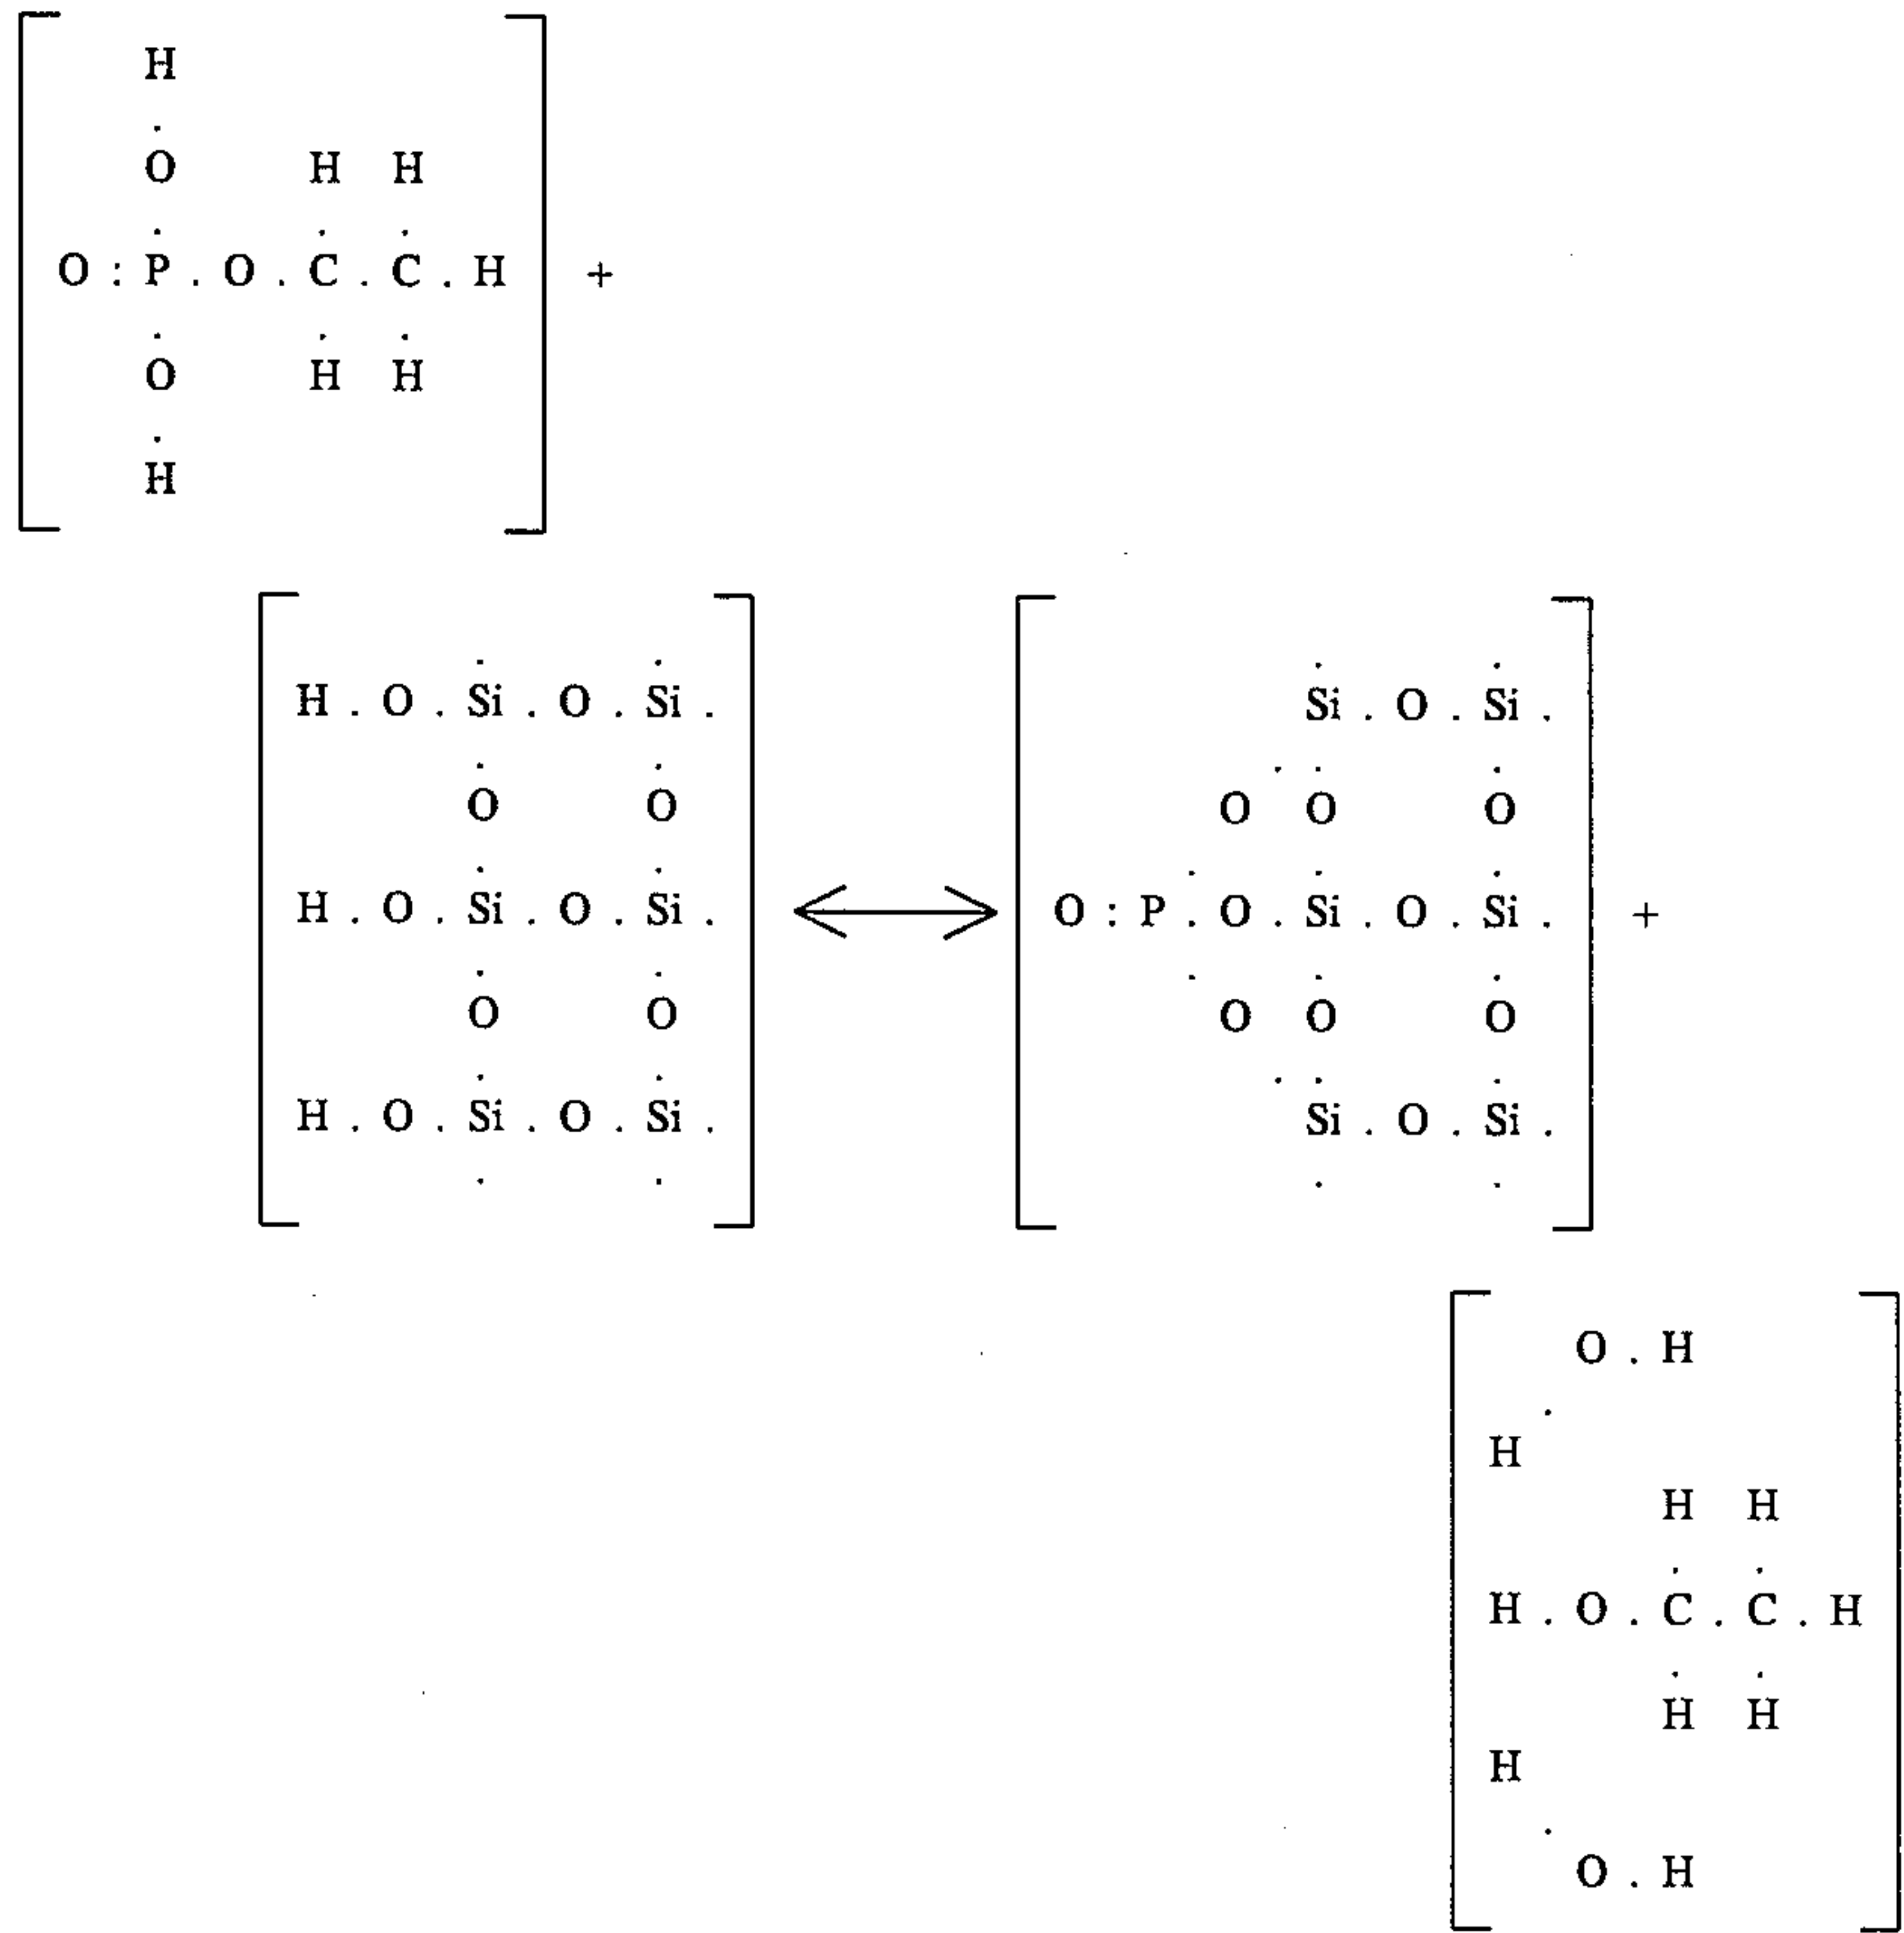 H
.
O H H
. . .
O : P . O . C . C . H +
. . .
O H H
.
H
. .
H . O . Si . O . Si .
. .
O O
. .
H . O . Si . O . Si .
. .
O O
. .
H . O . Si . O . Si .
. .
. .
Si . O . Si .
. . .
O O O
. . .
O : P . O . Si . O . Si . +
. . .
O O O
. . .
Si . O . Si .
. .
O . H
.
H
H H
. .
H . O . C . C . H
. .
H H
H
.
O . H